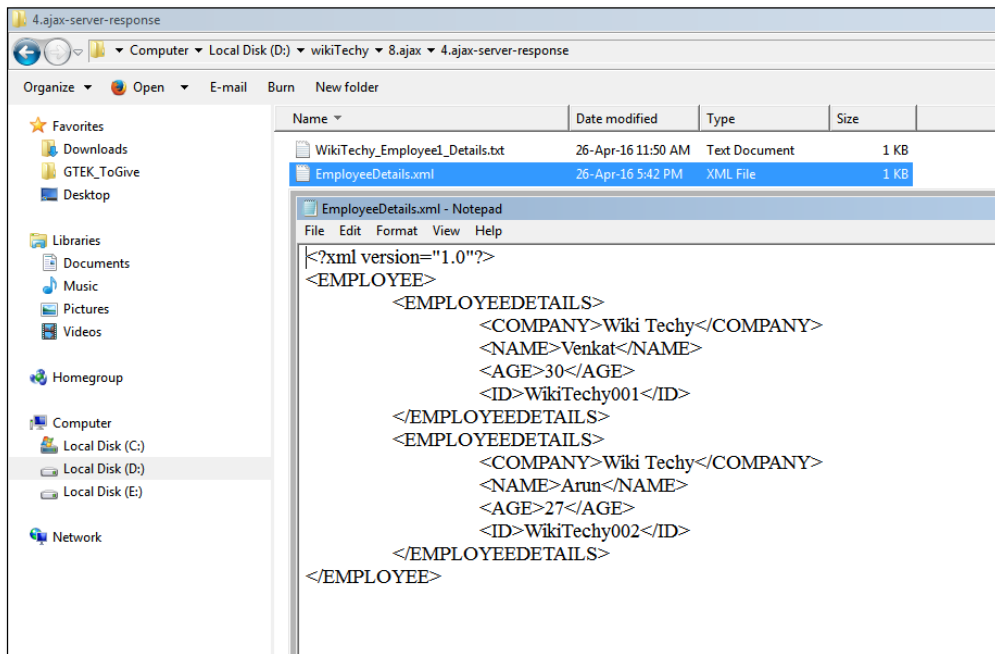 4.ajax-server-response
Computer Local Disk (D:) wikiTechy 8.ajax 4.ajax-server-response
Organize Open E-mail Burn New folder
Favorites
Downloads
GTEK_ToGive
Desktop
Libraries
Documents
Music
Pictures
Videos
Homegroup
Computer
Local Disk (C:)
Local Disk (D:)
Local Disk (E:)
Network
Name Date modified Type Size
WikiTechy_Employee1_Details.txt 26-Apr-16 11:50 AM Text Document 1 KB
EmployeeDetails.xml 26-Apr-16 5:42 PM XML File 1 KB
EmployeeDetails.xml - Notepad
File Edit Format View Help
<?xml version="1.0"?>
<EMPLOYEE>
<EMPLOYEEDETAILS>
<COMPANY>Wiki Techy</COMPANY>
<NAME>Venkat</NAME>
<AGE>30</AGE>
<ID>WikiTechy001</ID>
</EMPLOYEEDETAILS>
<EMPLOYEEDETAILS>
<COMPANY>Wiki Techy</COMPANY>
<NAME>Arun</NAME>
<AGE>27</AGE>
<ID>WikiTechy002</ID>
</EMPLOYEEDETAILS>
</EMPLOYEE>